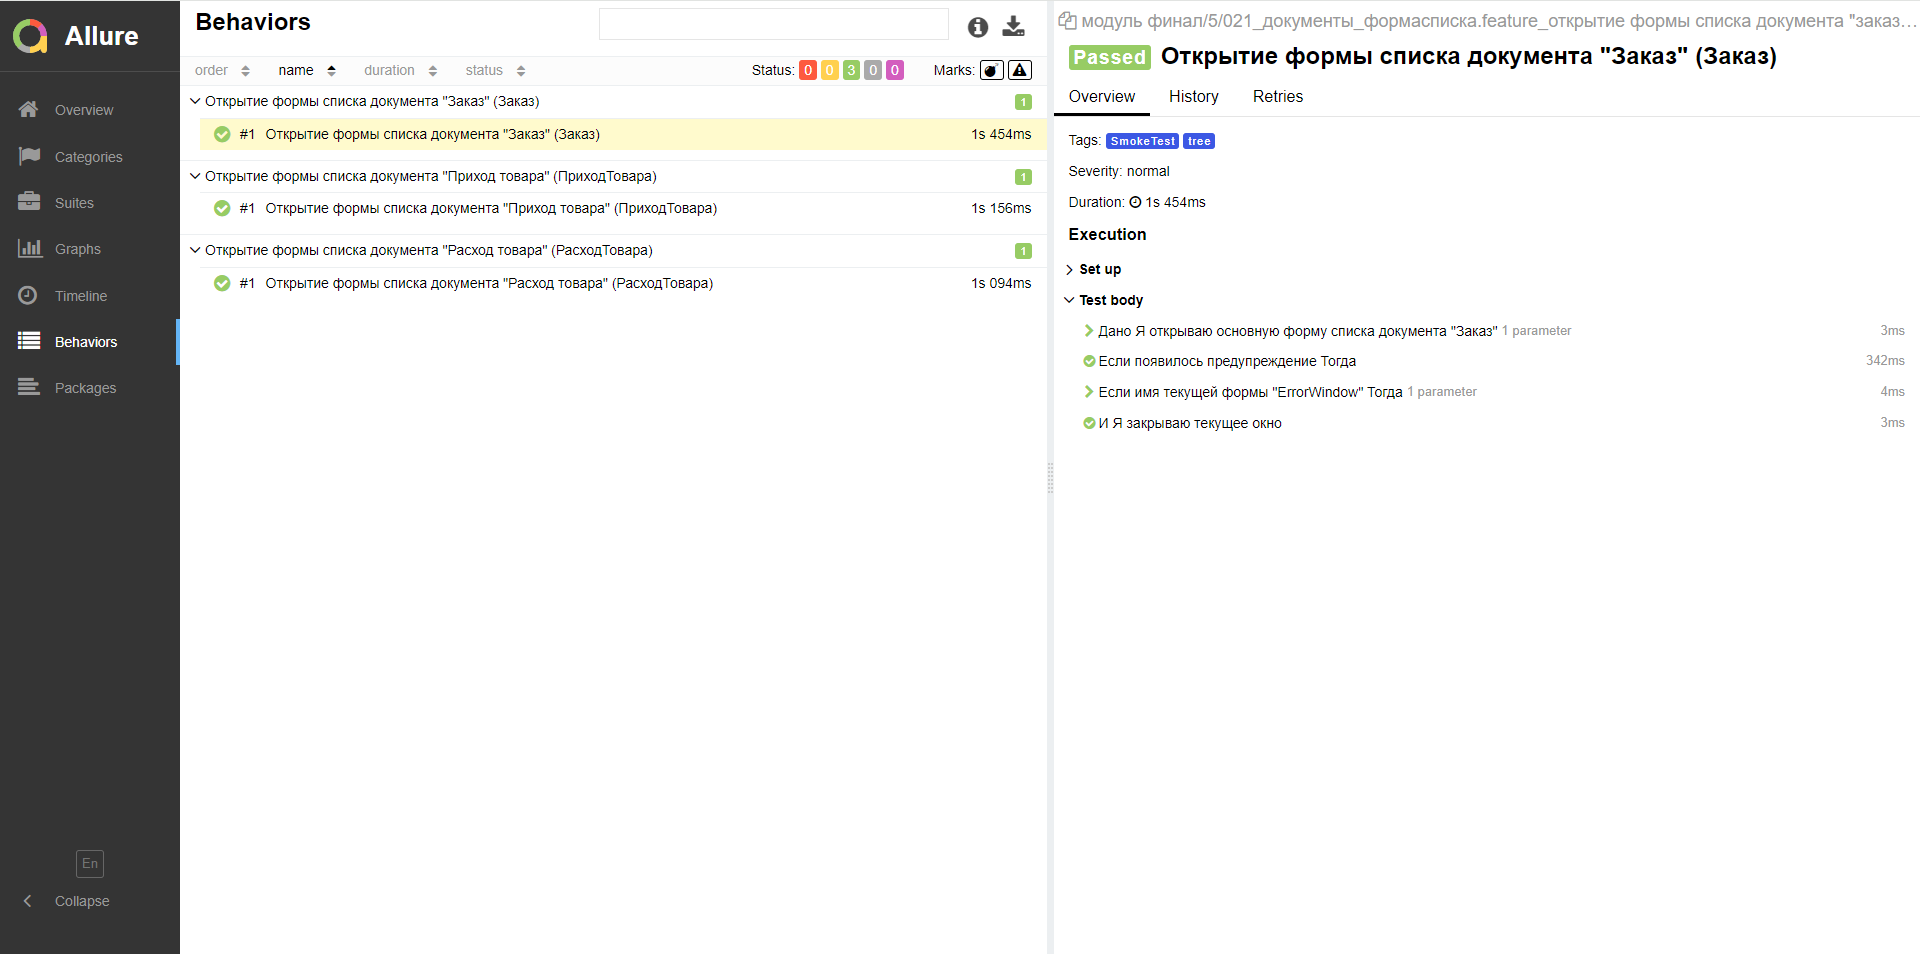 Allure
Overview
Categories
Suites
Graphs
Timeline
Behaviors
Packages
En
Collapse
Behaviors
order name duration status Status: 0 0 3 0 0 Marks:
Открытие формы списка документа "Заказ" (Заказ) 1
#1 Открытие формы списка документа "Заказ" (Заказ) 1s 454ms
Открытие формы списка документа "Приход товара" (ПриходТовара) 1
#1 Открытие формы списка документа "Приход товара" (ПриходТовара) 1s 156ms
Открытие формы списка документа "Расход товара" (РасходТовара) 1
#1 Открытие формы списка документа "Расход товара" (РасходТовара) 1s 094ms
модуль финал/5/021_документы_формасписка.feature_открытие формы списка документа "заказ...
Passed Открытие формы списка документа "Заказ" (Заказ)
Overview History Retries
Tags: SmokeTest tree
Severity: normal
Duration: 1s 454ms
Execution
Set up
Test body
Дано Я открываю основную форму списка документа "Заказ" 1 parameter 3ms
Если появилось предупреждение Тогда 342ms
Если имя текущей формы "ErrorWindow" Тогда 1 parameter 4ms
И Я закрываю текущее окно 3ms